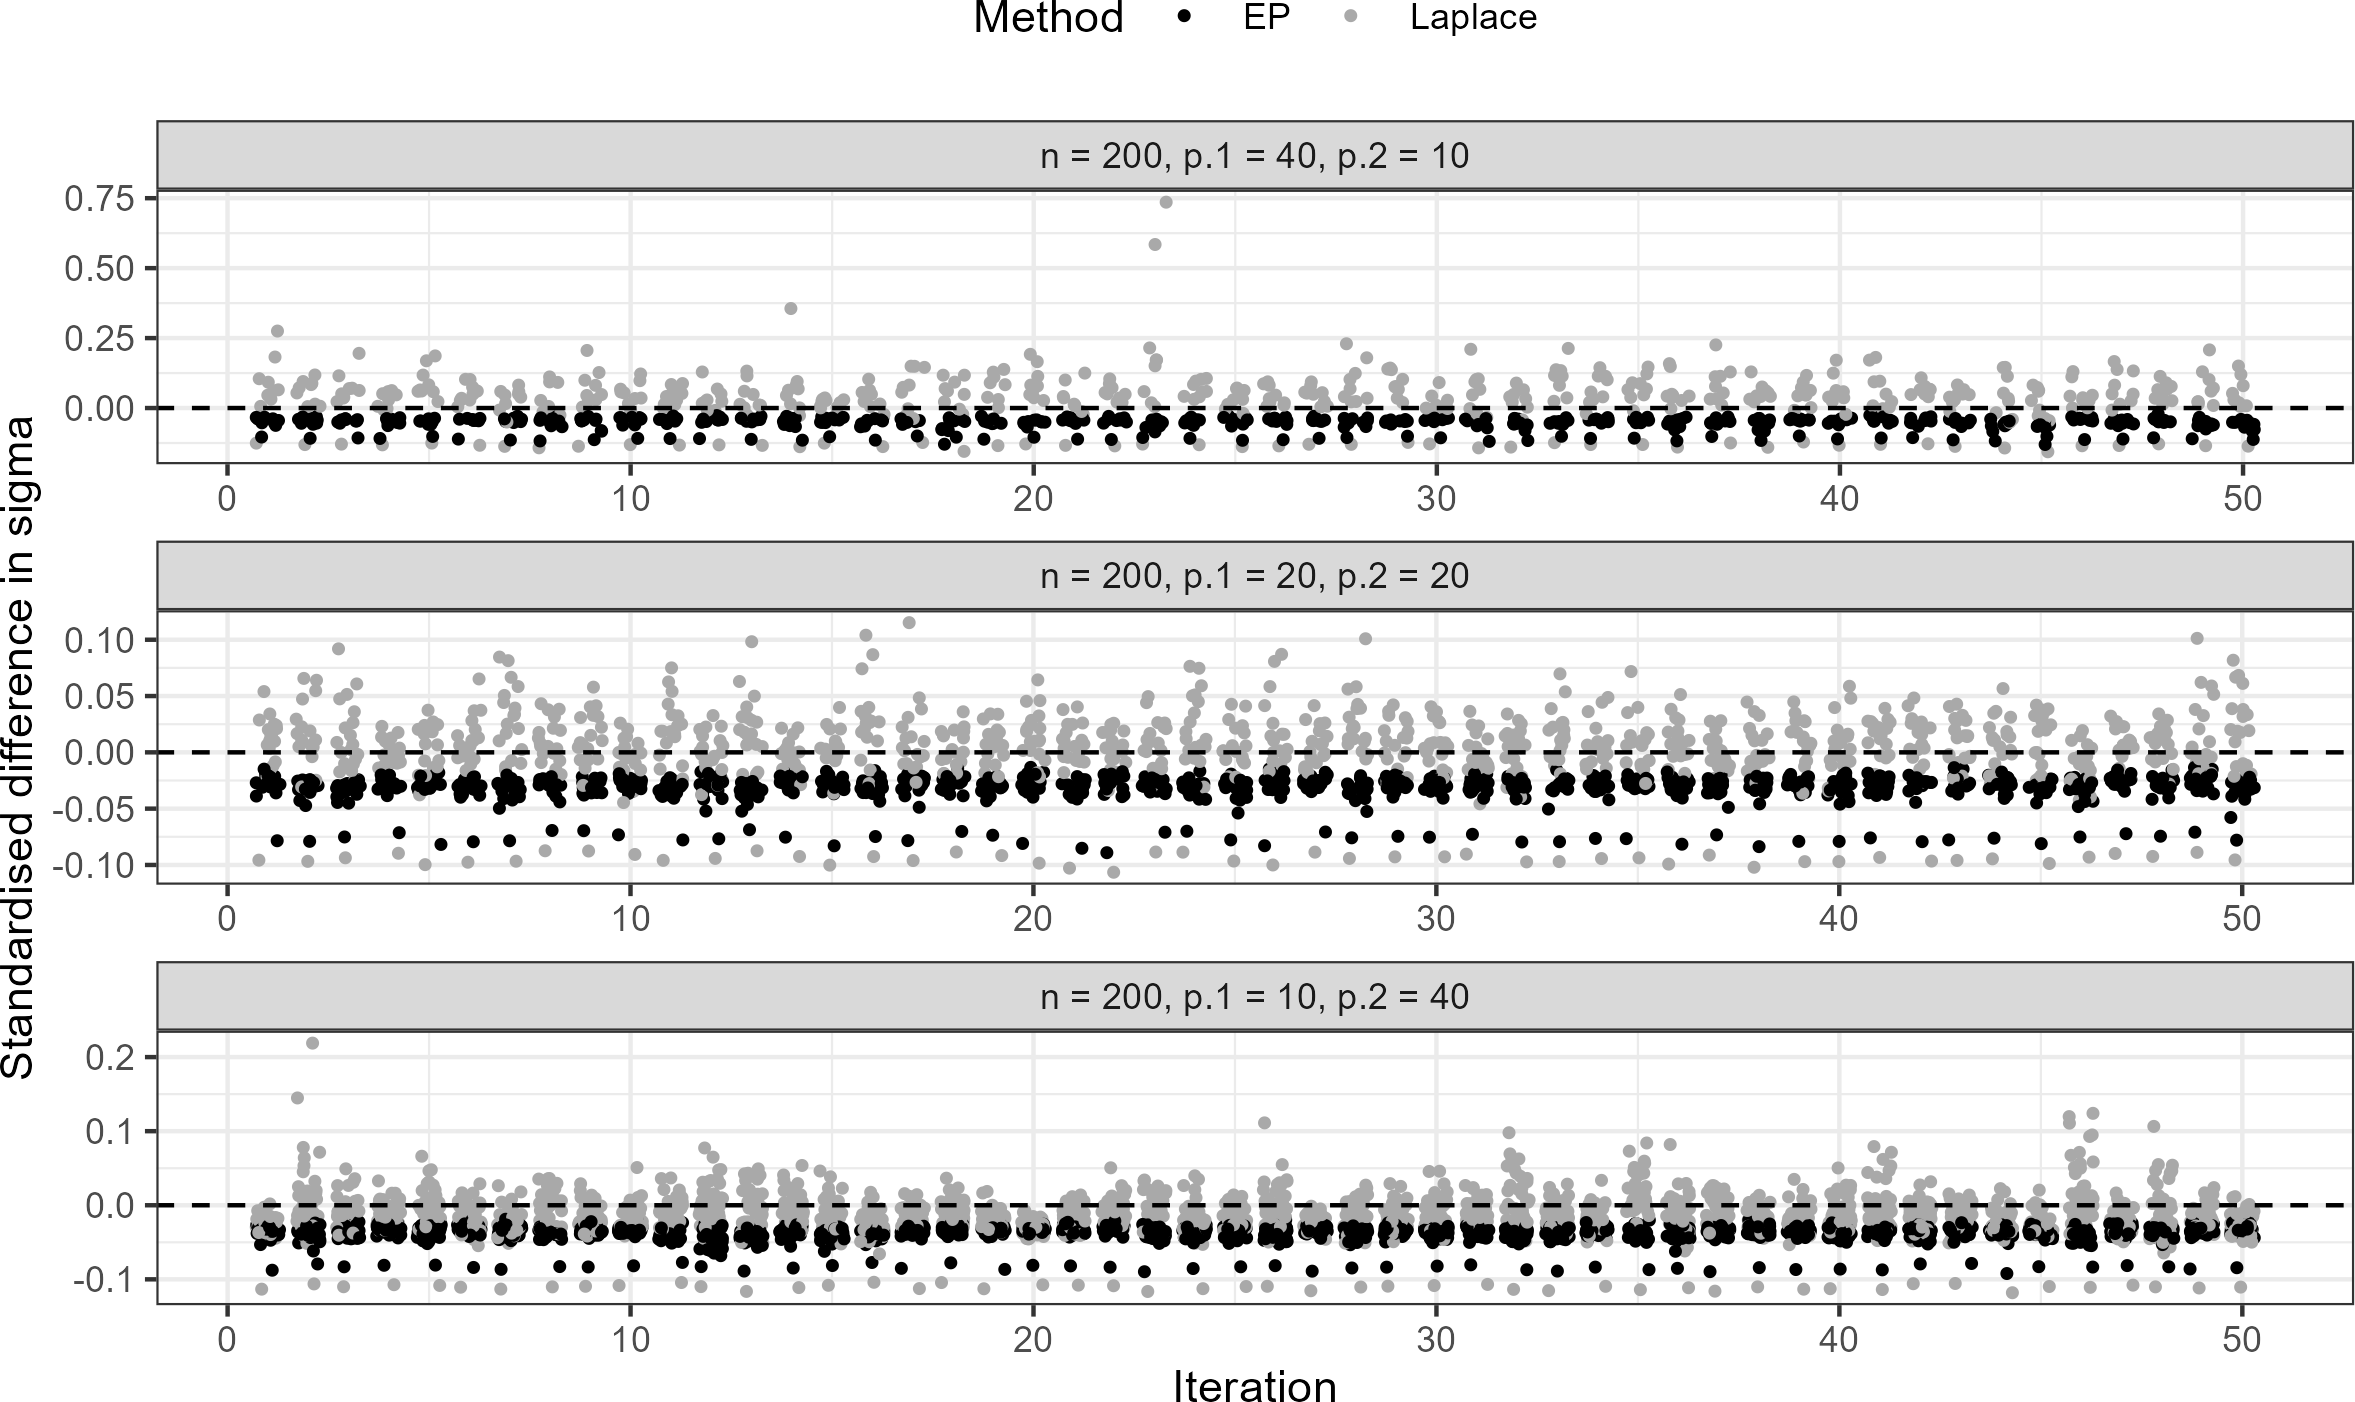 Method EP Laplace
n = 200, p.1 = 40, p.2 = 10
0.75
0.50
0.25
0.00
0 10 20 30 40 50
n = 200, p.1 = 20, p.2 = 20
0.10
0.05
0.00
-0.05
-0.10
0 10 20 30 40 50
n = 200, p.1 = 10, p.2 = 40
0.2
0.1
0.0
-0.1
0 10 20 30 40 50
Iteration
Standardised difference in sigma